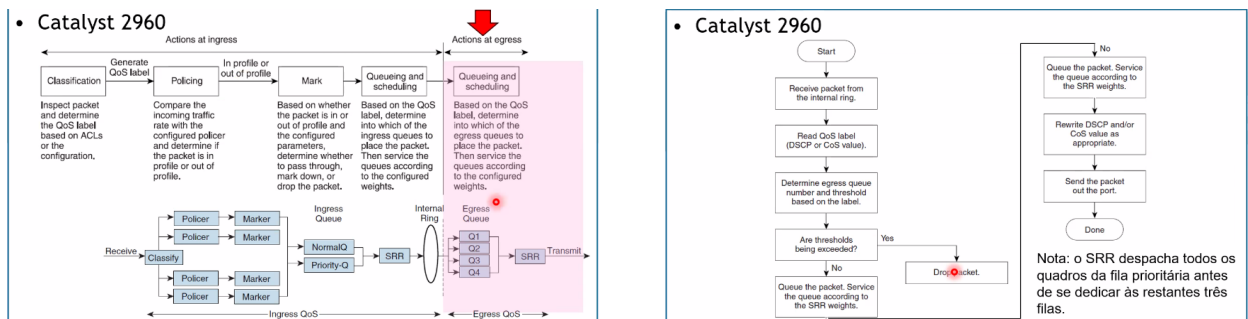 • Catalyst 2960
Actions at ingress
Actions at egress
Generate
QoS label
In profile or
out of profile
Classification
Policing
Mark
Queueing and
scheduling
Queueing and
scheduling
Inspect packet
and determine
the QoS label
based on ACLs
or the
configuration.
Compare the
incoming traffic
rate with the
configured policer
and determine if
the packet is in
profile or out of
profile.
Based on whether
the packet is in or
out of profile and
the configured
parameters,
determine whether
to pass through,
mark down, or
drop the packet.
Based on the QoS
label, determine
into which of the
ingress queues to
place the packet.
Then service the
queues according
to the configured
weights.
Based on the QoS
label, determine
into which of the
egress queues to
place the packet.
Then service the
queues according
to the configured
weights.
Ingress
Queue
Internal
Ring
Egress
Queue
Policer
Marker
Policer
Marker
Receive
Classify
NormalQ
Priority-Q
SRR
Q1
Q2
Q3
Q4
SRR
Transmit
Policer
Marker
Policer
Marker
Ingress QoS
Egress QoS
• Catalyst 2960
Start
Receive packet from
the internal ring.
Read QoS label
(DSCP or CoS value).
Determine egress queue
number and threshold
based on the label.
Are thresholds
being exceeded?
Yes
packet.
No
Queue the packet. Service
the queue according to
the SRR weights.
No
Queue the packet. Service
the queue according to
the SRR weights.
Rewrite DSCP and/or
CoS value as
appropriate.
Send the packet
out the port.
Done
Nota: o SRR despacha todos os
quadros da fila prioritária antes
de se dedicar às restantes três
filas.